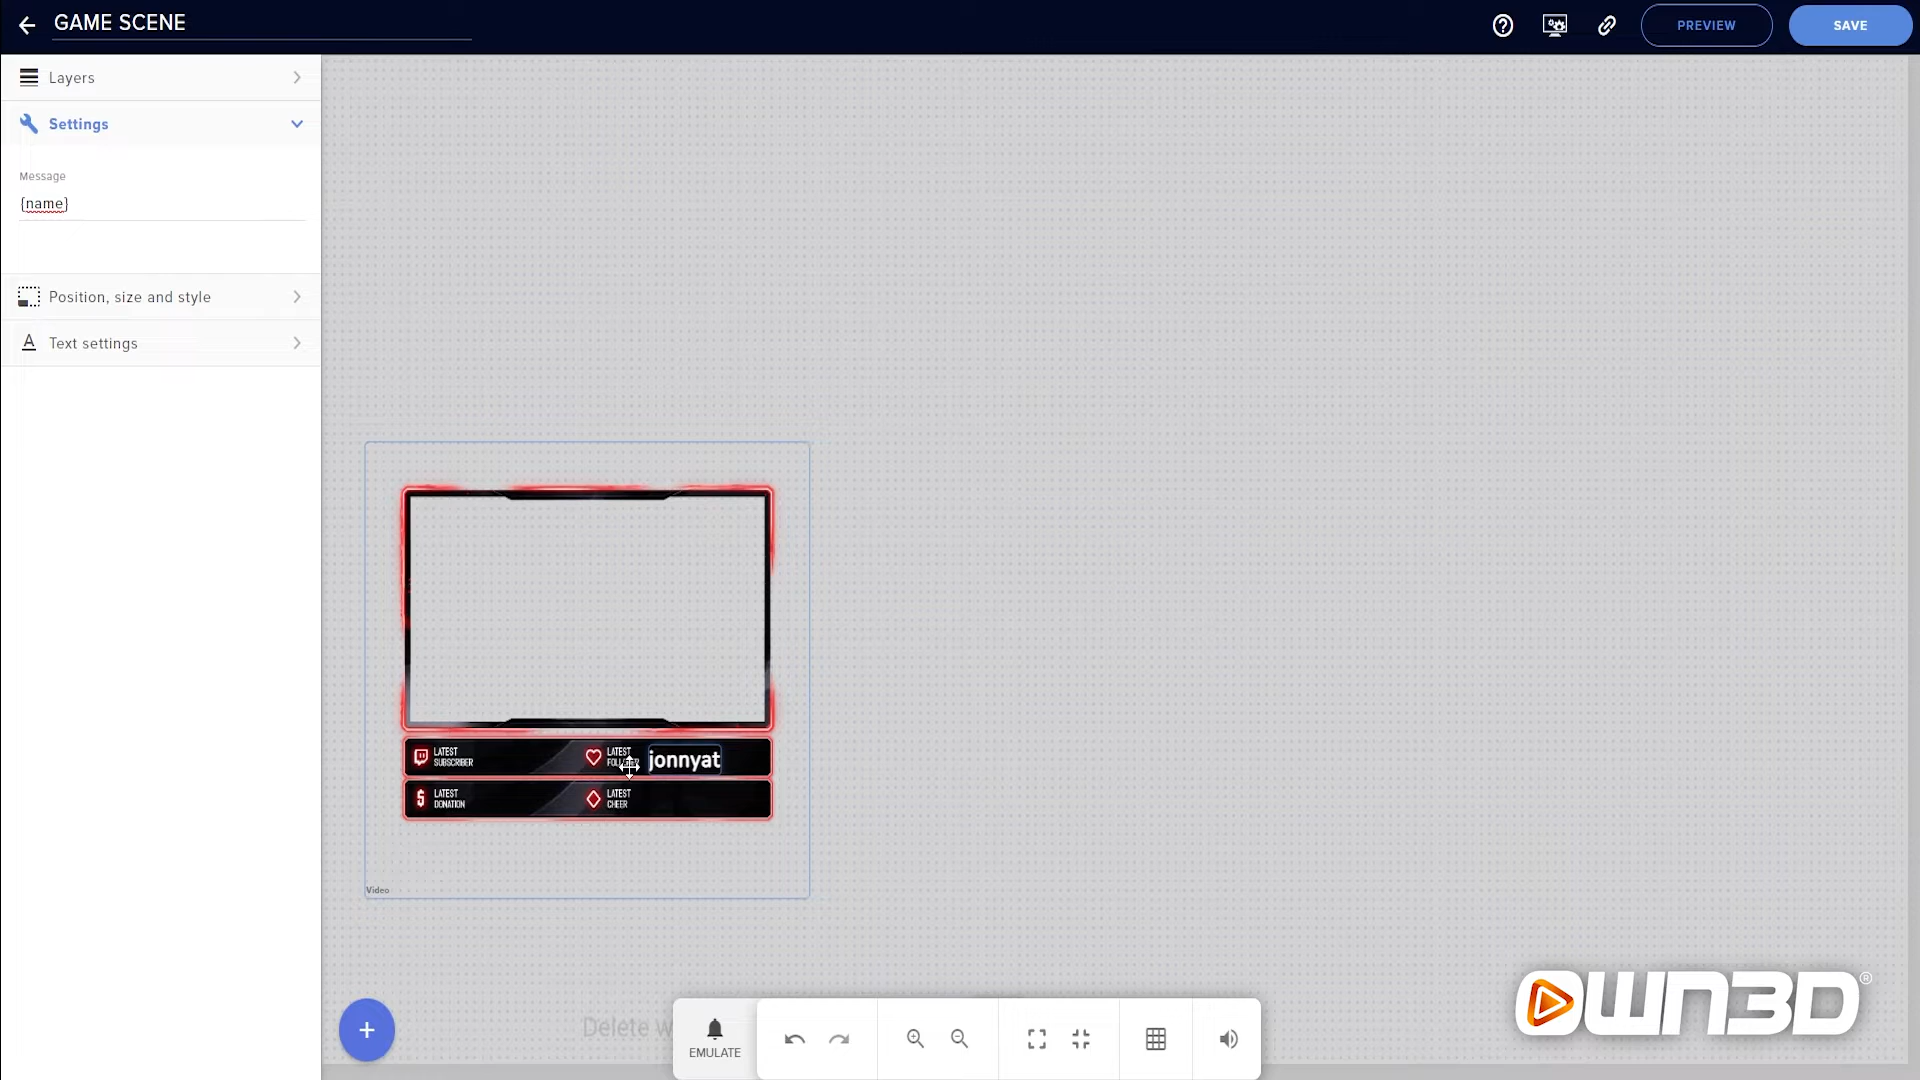 GAME SCENE
PREVIEW
SAVE
Layers
Settings
Message
{name}
Position, size and style
Text settings
LATEST
SUBSCRIBER
LATEST
jonnyat
LATEST
DONATION
LATEST
CHEER
Video
Delete
EMULATE
OWN3D®